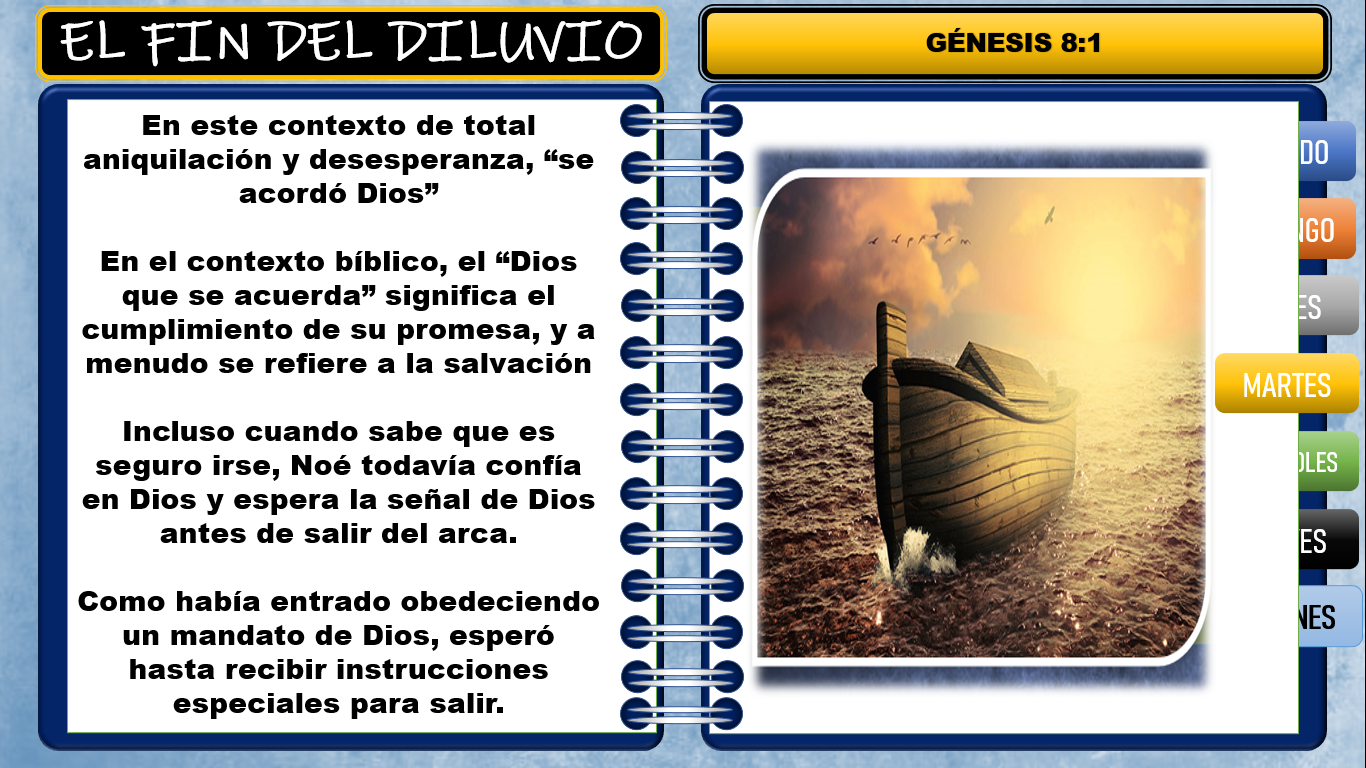 EL FIN DEL DILUVIO
GÉNESIS 8:1
En este contexto de total
aniquilación y desesperanza, “se
acordó Dios”
En el contexto bíblico, el “Dios
que se acuerda” significa el
cumplimiento de su promesa, y a
menudo se refiere a la salvación
Incluso cuando sabe que es
seguro irse, Noé todavía confía
en Dios y espera la señal de Dios
antes de salir del arca.
Como había entrado obedeciendo
un mandato de Dios, esperó
hasta recibir instrucciones
especiales para salir.
MARTES